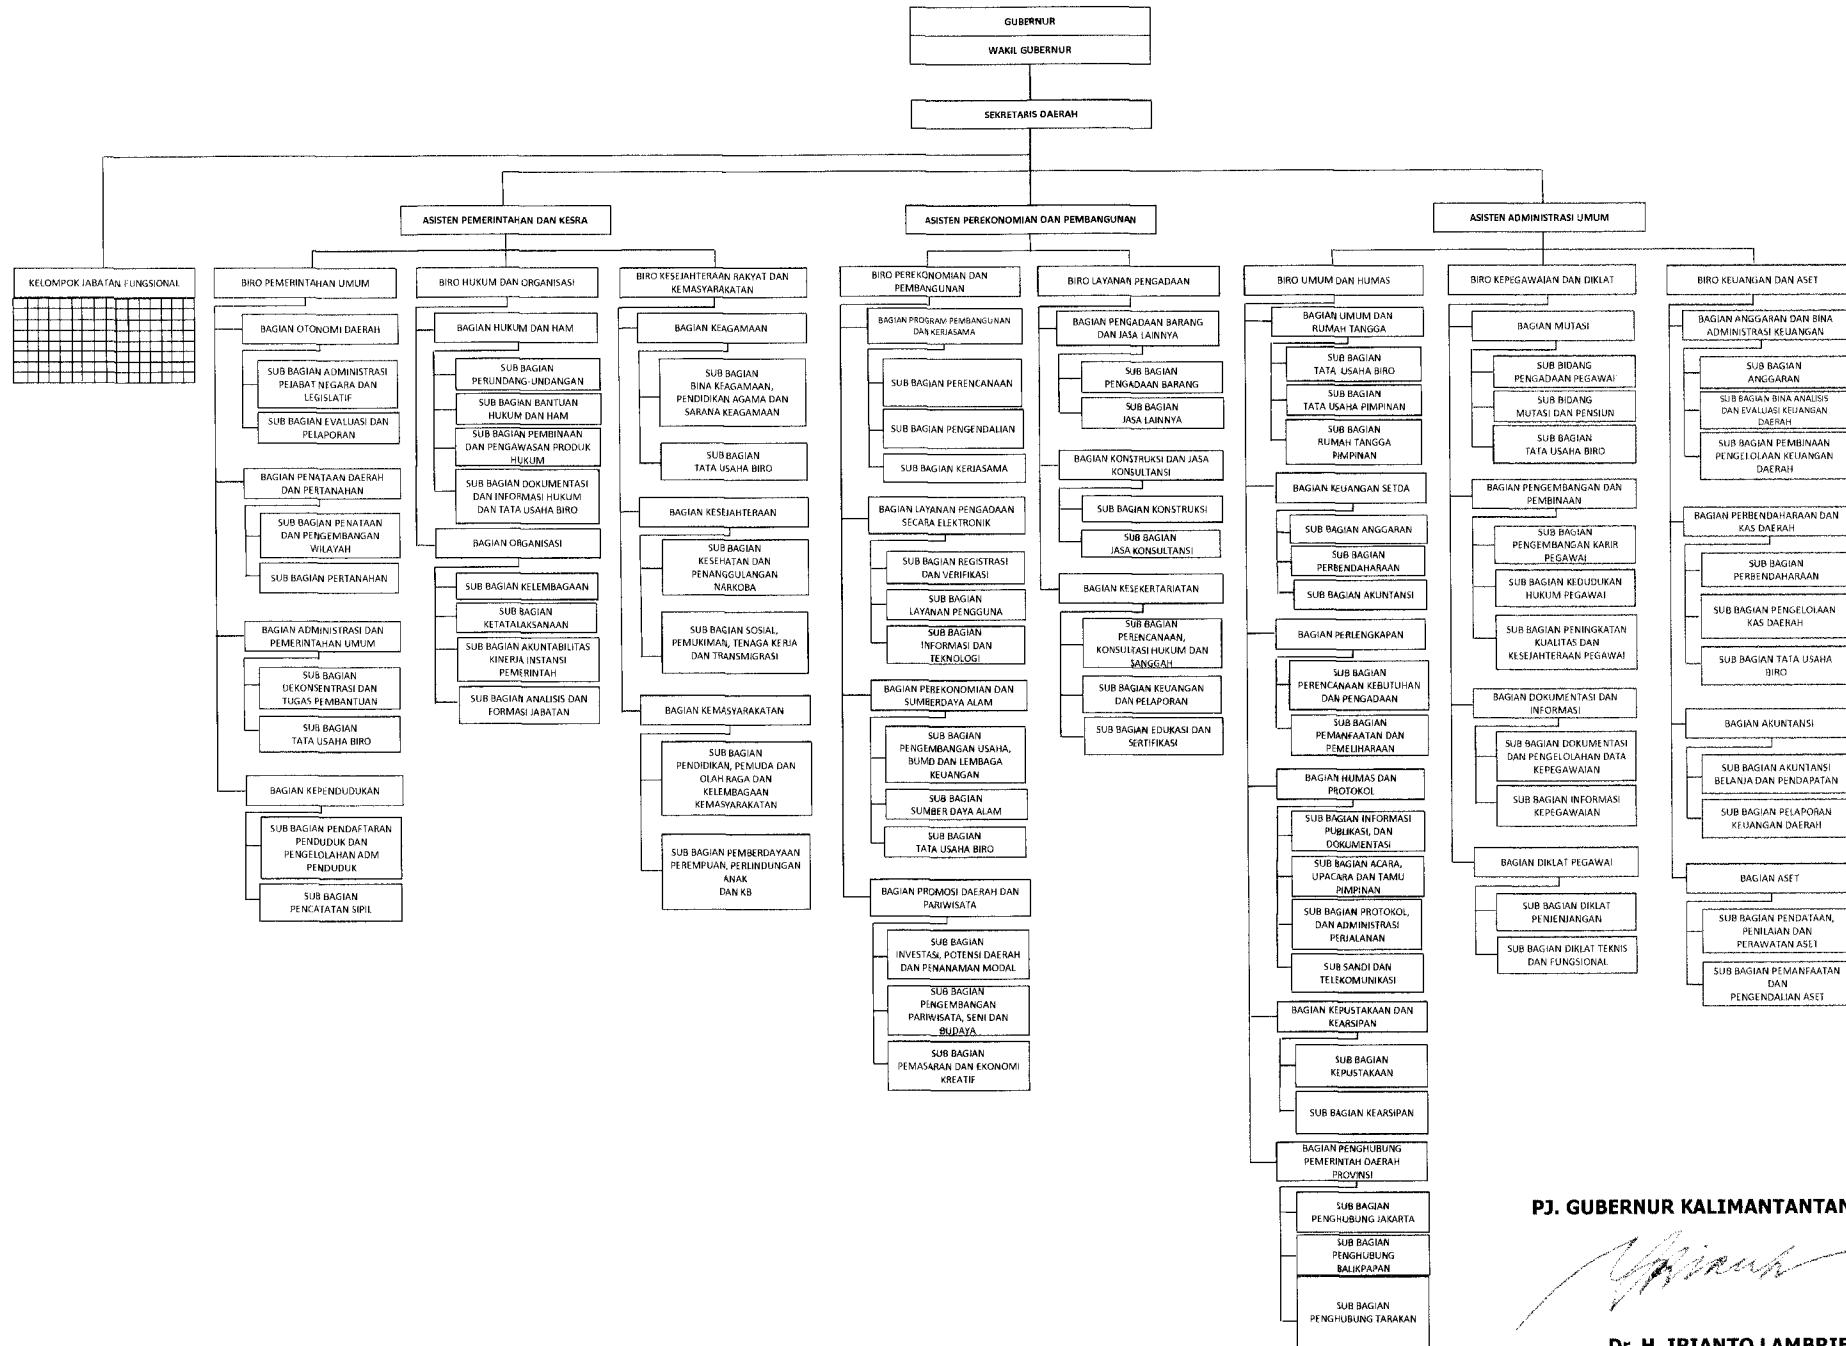 GUBERNUR
WAKIL GUBERNUR
SEKRETARIS DAERAH
ASISTEN PEMERINTAHAN DAN KESRA
ASISTEN PEREKONOMIAN DAN PEMBANGUNAN
ASISTEN ADMINISTRASI UMUM
KELOMPOK JABATAN FUNGSIONAL
BIRO PEMERINTAHAN UMUM
BAGIAN OTONOMI DAERAH
SUB BAGIAN ADMINISTRASI
PEJABAT NEGARA DAN
LEGISLATIF
SUB BAGIAN EVALUASI DAN
PELAPORAN
BAGIAN PENATAAN DAERAH
DAN PERTANAHAN
SUB BAGIAN PENATAAN
DAN PENGEMBANGAN
WILAYAH
SUB BAGIAN PERTANAHAN
BAGIAN ADMINISTRASI DAN
PEMERINTAHAN UMUM
SUB BAGIAN
DEKONSENTRASI DAN
TUGAS PEMBANTUAN
SUB BAGIAN
TATA USAHA BIRO
BAGIAN KEPENDUDUKAN
SUB BAGIAN PENDAFTARAN
PENDUDUK DAN
PENGELOLAHAN ADM
PENDUDUK
SUB BAGIAN
PENCATATAN SIPIL
BIRO HUKUM DAN ORGANISASI
BAGIAN HUKUM DAN HAM
SUB BAGIAN
PERUNDANG-UNDANGAN
SUB BAGIAN BANTUAN
HUKUM DAN HAM
SUB BAGIAN PEMBINAAN
DAN PENGAWASAN PRODUK
HUKUM
SUB BAGIAN DOKUMENTASI
DAN INFORMASI HUKUM
DAN TATA USAHA BIRO
BAGIAN ORGANISASI
SUB BAGIAN KELEMBAGAAN
SUB BAGIAN
KETATALAKSANAAN
SUB BAGIAN AKUNTABILITAS
KINERJA INSTANSI
PEMERINTAH
SUB BAGIAN ANALISIS DAN
FORMASI JABATAN
BIRO KESEJAHTERAAN RAKYAT DAN
KEMASYARAKATAN
BAGIAN KEAGAMAAN
SUB BAGIAN
BINA KEAGAMAAN,
PENDIDIKAN AGAMA DAN
SARANA KEAGAMAAN
SUB BAGIAN
TATA USAHA BIRO
BAGIAN KESEJAHTERAAN
SUB BAGIAN
KESEHATAN DAN
PENANGGULANGAN
NARKOBA
SUB BAGIAN SOSIAL,
PEMUKIMAN, TENAGA KERJA
DAN TRANSMIGRASI
BAGIAN KEMASYARAKATAN
SUB BAGIAN
PENDIDIKAN, PEMUDA DAN
OLAH RAGA DAN
KELEMBAGAAN
KEMASYARAKATAN
SUB BAGIAN PEMBERDAYAAN
PEREMPUAN, PERLINDUNGAN
ANAK
DAN KB
BIRO PEREKONOMIAN DAN
PEMBANGUNAN
BAGIAN PROGRAM PEMBANGUNAN
DAN KERJASAMA
SUB BAGIAN PERENCANAAN
SUB BAGIAN PENGENDALIAN
SUB BAGIAN KERJASAMA
BAGIAN LAYANAN PENGADAAN
SECARA ELEKTRONIK
SUB BAGIAN REGISTRASI
DAN VERIFIKASI
SUB BAGIAN
LAYANAN PENGGUNA
SUB BAGIAN
INFORMASI DAN
TEKNOLOGI
BAGIAN PEREKONOMIAN DAN
SUMBERDAYA ALAM
SUB BAGIAN
PENGEMBANGAN USAHA,
BUMD DAN LEMBAGA
KEUANGAN
SUB BAGIAN
SUMBER DAYA ALAM
SUB BAGIAN
TATA USAHA BIRO
BAGIAN PROMOSI DAERAH DAN
PARIWISATA
SUB BAGIAN
INVESTASI, POTENSI DAERAH
DAN PENANAMAN MODAL
SUB BAGIAN
PENGEMBANGAN
PARIWISATA, SENI DAN
BUDAYA
SUB BAGIAN
PEMASARAN DAN EKONOMI
KREATIF
BIRO LAYANAN PENGADAAN
BAGIAN PENGADAAN BARANG
DAN JASA LAINNYA
SUB BAGIAN
PENGADAAN BARANG
SUB BAGIAN
JASA LAINNYA
BAGIAN KONSTRUKSI DAN JASA
KONSULTANSI
SUB BAGIAN KONSTRUKSI
SUB BAGIAN
JASA KONSULTANSI
BAGIAN KESEKERTARIATAN
SUB BAGIAN
PERENCANAAN,
KONSULTASI HUKUM DAN
SANGGAH
SUB BAGIAN KEUANGAN
DAN PELAPORAN
SUB BAGIAN EDUKASI DAN
SERTIFIKASI
BIRO UMUM DAN HUMAS
BAGIAN UMUM DAN
RUMAH TANGGA
SUB BAGIAN
TATA USAHA BIRO
SUB BAGIAN
TATA USAHA PIMPINAN
SUB BAGIAN
RUMAH TANGGA
PIMPINAN
BAGIAN KEUANGAN SETDA
SUB BAGIAN ANGGARAN
SUB BAGIAN
PERBENDAHARAAN
SUB BAGIAN AKUNTANSI
BAGIAN PERLENGKAPAN
SUB BAGIAN
PERENCANAAN KEBUTUHAN
DAN PENGADAAN
SUB BAGIAN
PEMANFAATAN DAN
PEMELIHARAAN
BAGIAN HUMAS DAN
PROTOKOL
SUB BAGIAN INFORMASI
PUBLIKASI, DAN
DOKUMENTASI
SUB BAGIAN ACARA,
UPACARA DAN TAMU
PIMPINAN
SUB BAGIAN PROTOKOL,
DAN ADMINISTRASI
PERJALANAN
SUB SANDI DAN
TELEKOMUNIKASI
BAGIAN KEPUSTAKAAN DAN
KEARSIPAN
SUB BAGIAN
KEPUSTAKAAN
SUB BAGIAN KEARSIPAN
BAGIAN PENGHUBUNG
PEMERINTAH DAERAH
PROVINSI
SUB BAGIAN
PENGHUBUNG JAKARTA
SUB BAGIAN
PENGHUBUNG
BALIKPAPAN
SUB BAGIAN
PENGHUBUNG TARAKAN
BIRO KEPEGAWAIAN DAN DIKLAT
BAGIAN MUTASI
SUB BIDANG
PENGADAAN PEGAWAI
SUB BIDANG
MUTASI DAN PENSIUN
SUB BAGIAN
TATA USAHA BIRO
BAGIAN PENGEMBANGAN DAN
PEMBINAAN
SUB BAGIAN
PENGEMBANGAN KARIR
PEGAWAI
SUB BAGIAN KEDUDUKAN
HUKUM PEGAWAI
SUB BAGIAN PENINGKATAN
KUALITAS DAN
KESEJAHTERAAN PEGAWAI
BAGIAN DOKUMENTASI DAN
INFORMASI
SUB BAGIAN DOKUMENTASI
DAN PENGELOLAHAN DATA
KEPEGAWAIAN
SUB BAGIAN INFORMASI
KEPEGAWAIAN
BAGIAN DIKLAT PEGAWAI
SUB BAGIAN DIKLAT
PENJENJANGAN
SUB BAGIAN DIKLAT TEKNIS
DAN FUNGSIONAL
BIRO KEUANGAN DAN ASET
BAGIAN ANGGARAN DAN BINA
ADMINISTRASI KEUANGAN
SUB BAGIAN
ANGGARAN
SUB BAGIAN BINA ANALISIS
DAN EVALUASI KEUANGAN
DAERAH
SUB BAGIAN PEMBINAAN
PENGELOLAAN KEUANGAN
DAERAH
BAGIAN PERBENDAHARAAN DAN
KAS DAERAH
SUB BAGIAN
PERBENDAHARAAN
SUB BAGIAN PENGELOLAAN
KAS DAERAH
SUB BAGIAN TATA USAHA
BIRO
BAGIAN AKUNTANSI
SUB BAGIAN AKUNTANSI
BELANJA DAN PENDAPATAN
SUB BAGIAN PELAPORAN
KEUANGAN DAERAH
BAGIAN ASET
SUB BAGIAN PENDATAAN,
PENILAIAN DAN
PERAWATAN ASET
SUB BAGIAN PEMANFAATAN
DAN
PENGENDALIAN ASET
PJ. GUBERNUR KALIMANTANTAN
Dr. H. IRIANTO LAMBRIE